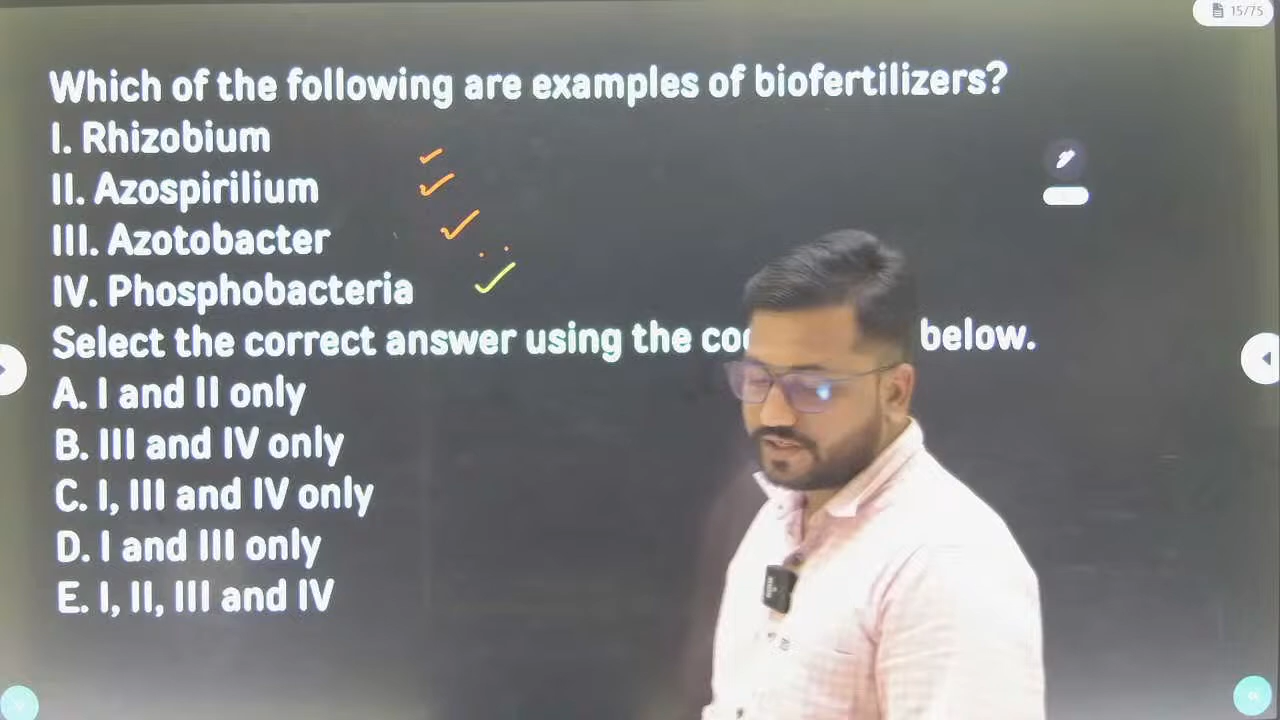 15/75
Which of the following are examples of biofertilizers?
I. Rhizobium
II. Azospirilium
III. Azotobacter
IV. Phosphobacteria
Select the correct answer using the below.
A. I and II only
B. III and IV only
C. I, III and IV only
D. I and III only
E. I, II, III and IV